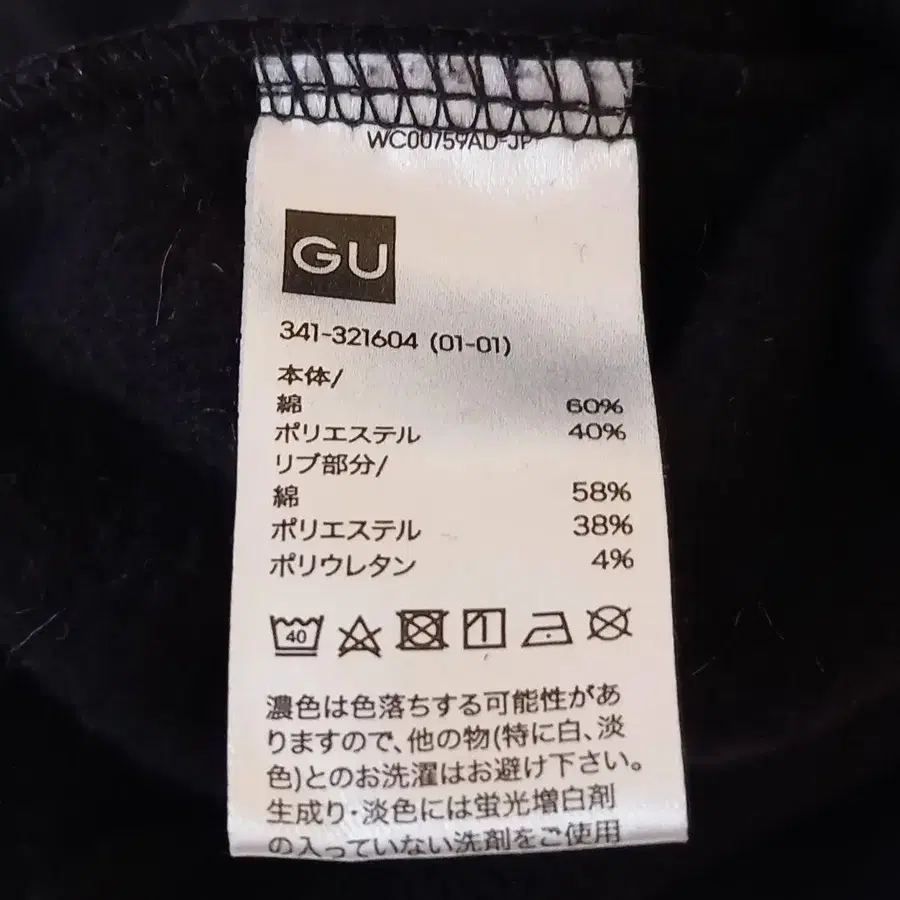 WC00759AD-JP
GU
341-321604 (01-01)
本体/
綿 60%
ポリエステル 40%
リブ部分/
綿 58%
ポリエステル 38%
ポリウレタン 4%
40
濃色は色落ちする可能性があ
りますので、他の物(特に白、淡
色)とのお洗濯はお避け下さい。
生成り・淡色には蛍光増白剤
の入っていない洗剤をご使用